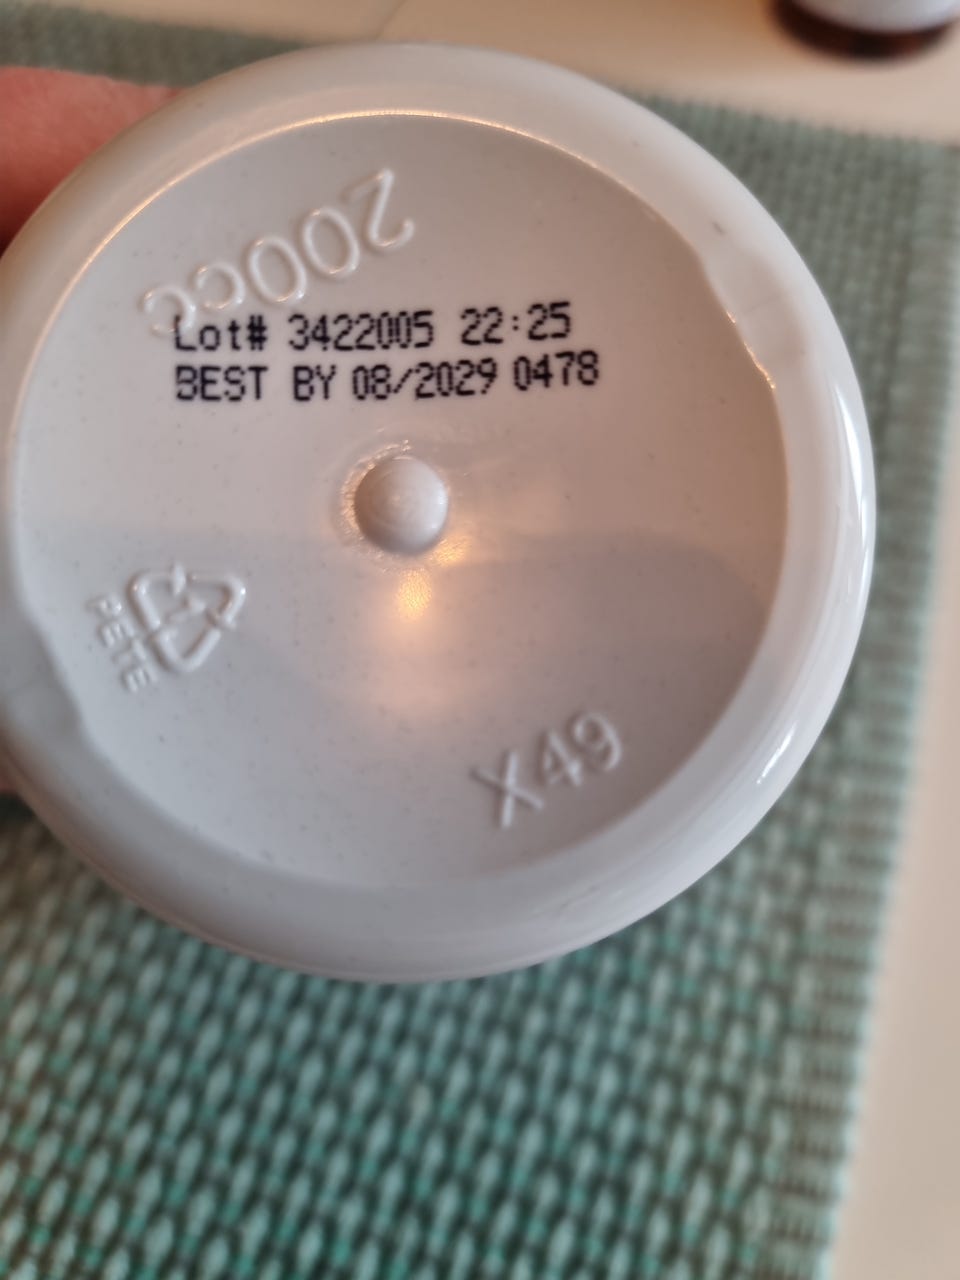 200cc
Lot# 3422005 22:25
BEST BY 08/2029 0478
PETE
X49